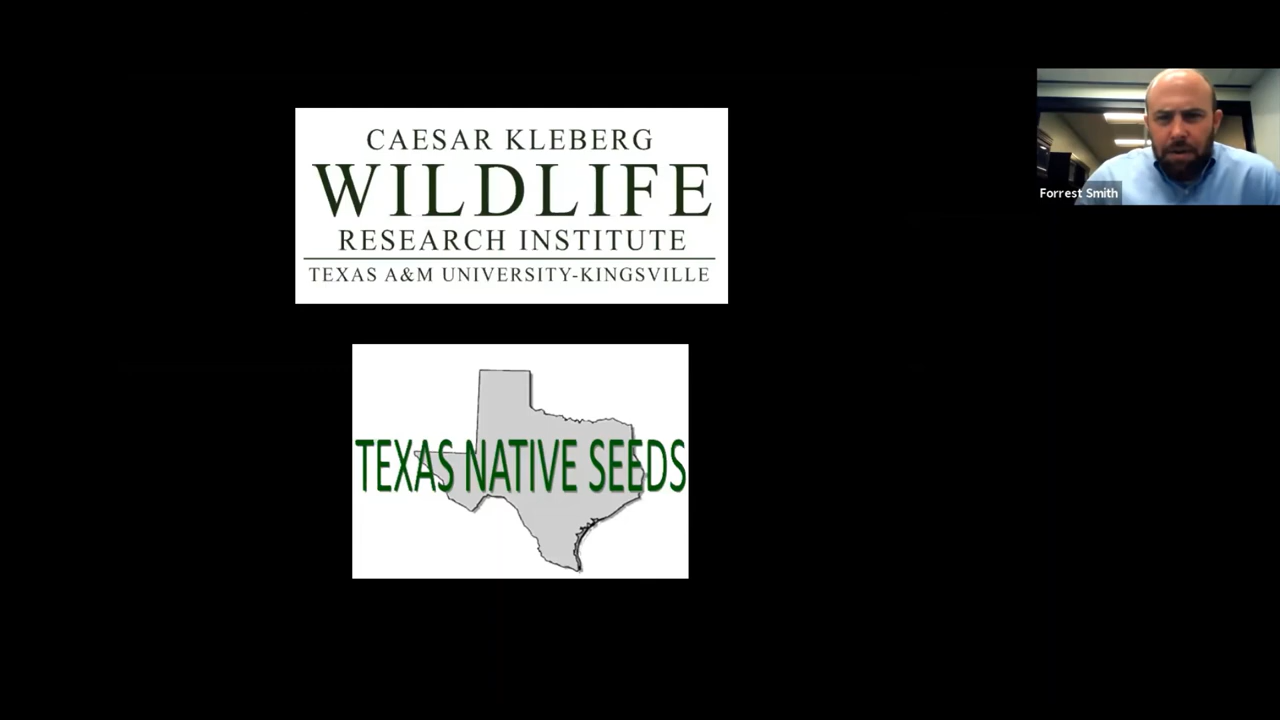 CAESAR KLEBERG
WILDLIFE
RESEARCH INSTITUTE
TEXAS A&M UNIVERSITY-KINGSVILLE
Forrest Smith
TEXAS NATIVE SEEDS